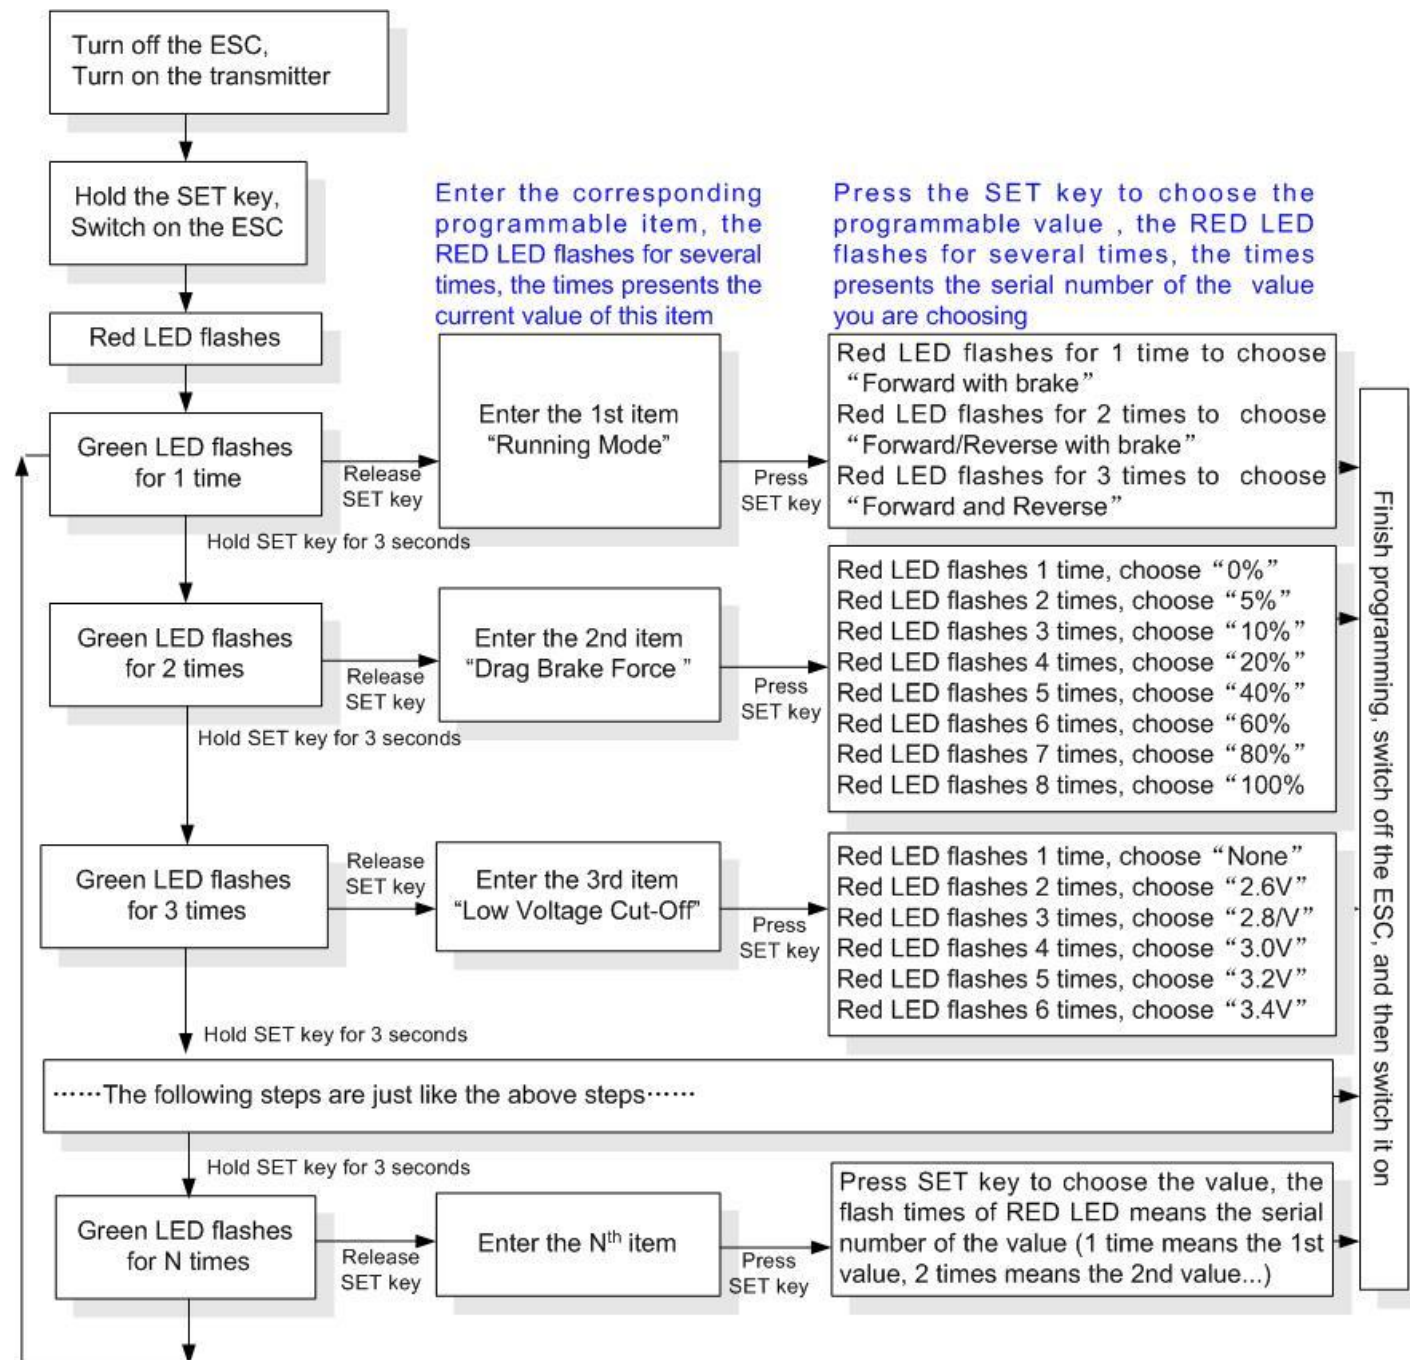 Turn off the ESC,
Turn on the transmitter
Hold the SET key,
Switch on the ESC
Red LED flashes
Enter the corresponding
programmable item, the
RED LED flashes for several
times, the times presents the
current value of this item
Press the SET key to choose the
programmable value , the RED LED
flashes for several times, the times
presents the serial number of the value
you are choosing
Green LED flashes
for 1 time
Release
SET key
Enter the 1st item
“Running Mode”
Press
SET key
Red LED flashes for 1 time to choose
“Forward with brake”
Red LED flashes for 2 times to choose
“Forward/Reverse with brake”
Red LED flashes for 3 times to choose
“Forward and Reverse”
Hold SET key for 3 seconds
Green LED flashes
for 2 times
Release
SET key
Enter the 2nd item
“Drag Brake Force ”
Press
SET key
Red LED flashes 1 time, choose “0%”
Red LED flashes 2 times, choose “5%”
Red LED flashes 3 times, choose “10%”
Red LED flashes 4 times, choose “20%”
Red LED flashes 5 times, choose “40%”
Red LED flashes 6 times, choose “60%
Red LED flashes 7 times, choose “80%”
Red LED flashes 8 times, choose “100%
Hold SET key for 3 seconds
Green LED flashes
for 3 times
Release
SET key
Enter the 3rd item
“Low Voltage Cut-Off”
Press
SET key
Red LED flashes 1 time, choose “None”
Red LED flashes 2 times, choose “2.6V”
Red LED flashes 3 times, choose “2.8/V”
Red LED flashes 4 times, choose “3.0V”
Red LED flashes 5 times, choose “3.2V”
Red LED flashes 6 times, choose “3.4V”
Hold SET key for 3 seconds
······The following steps are just like the above steps······
Hold SET key for 3 seconds
Green LED flashes
for N times
Release
SET key
Enter the Nth item
Press
SET key
Press SET key to choose the value, the
flash times of RED LED means the serial
number of the value (1 time means the 1st
value, 2 times means the 2nd value...)
Finish programming, switch off the ESC, and then switch it on